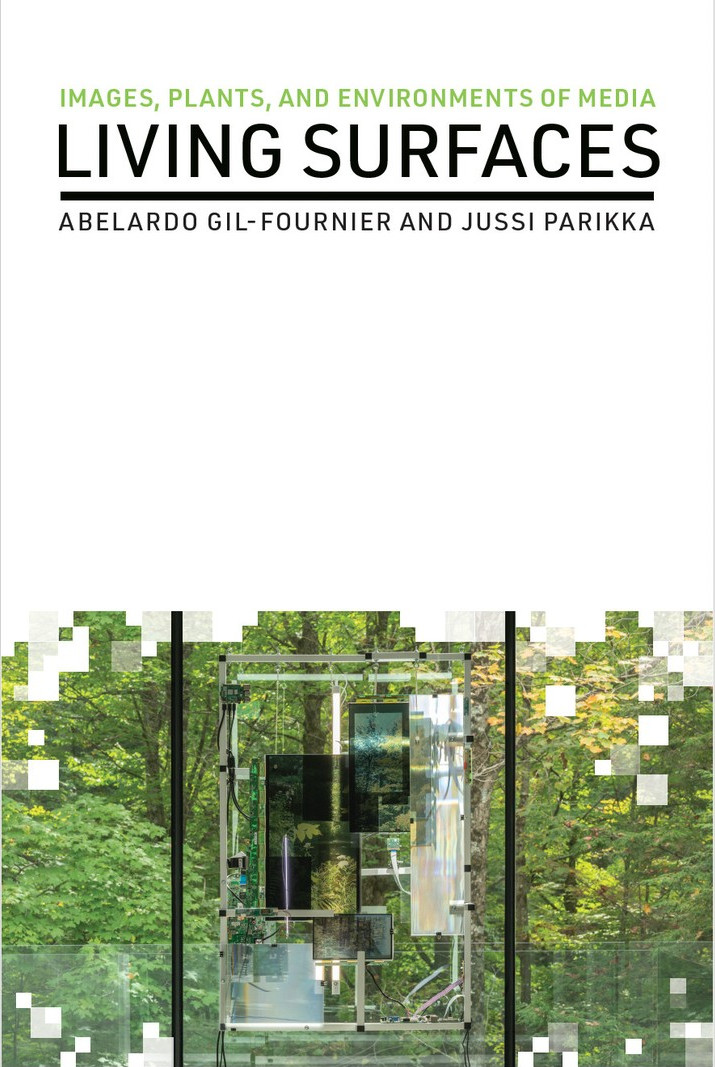 IMAGES, PLANTS, AND ENVIRONMENTS OF MEDIA
LIVING SURFACES
ABELARDO GIL-FOURNIER AND JUSSI PARIKKA